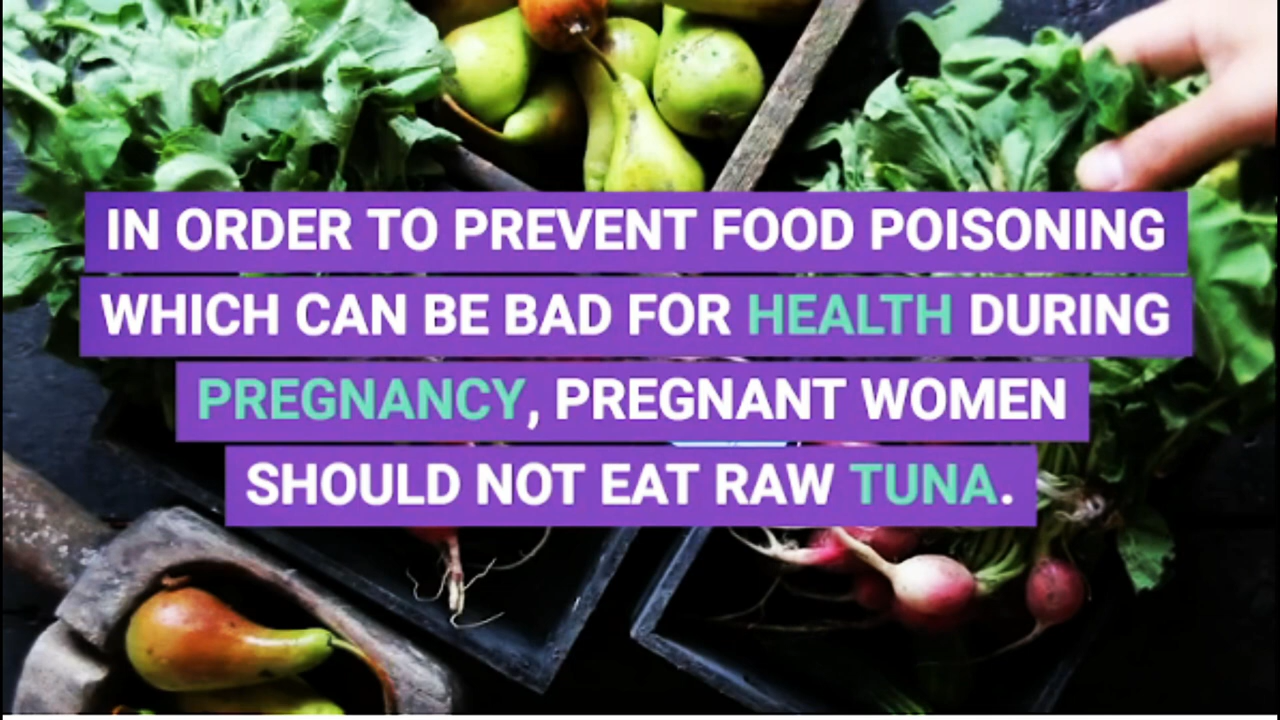 IN ORDER TO PREVENT FOOD POISONING
WHICH CAN BE BAD FOR HEALTH DURING
PREGNANCY, PREGNANT WOMEN
SHOULD NOT EAT RAW TUNA.